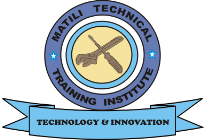 MATILI TECHNICAL
TRAINING INSTITUTE
TECHNOLOGY & INNOVATION